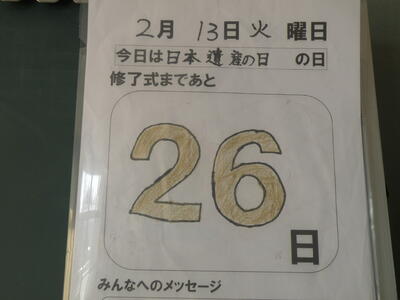 2月 13日 火 曜日
今日は日本遺産の日 の日
修了式まであと
26
日
みんなへのメッセージ